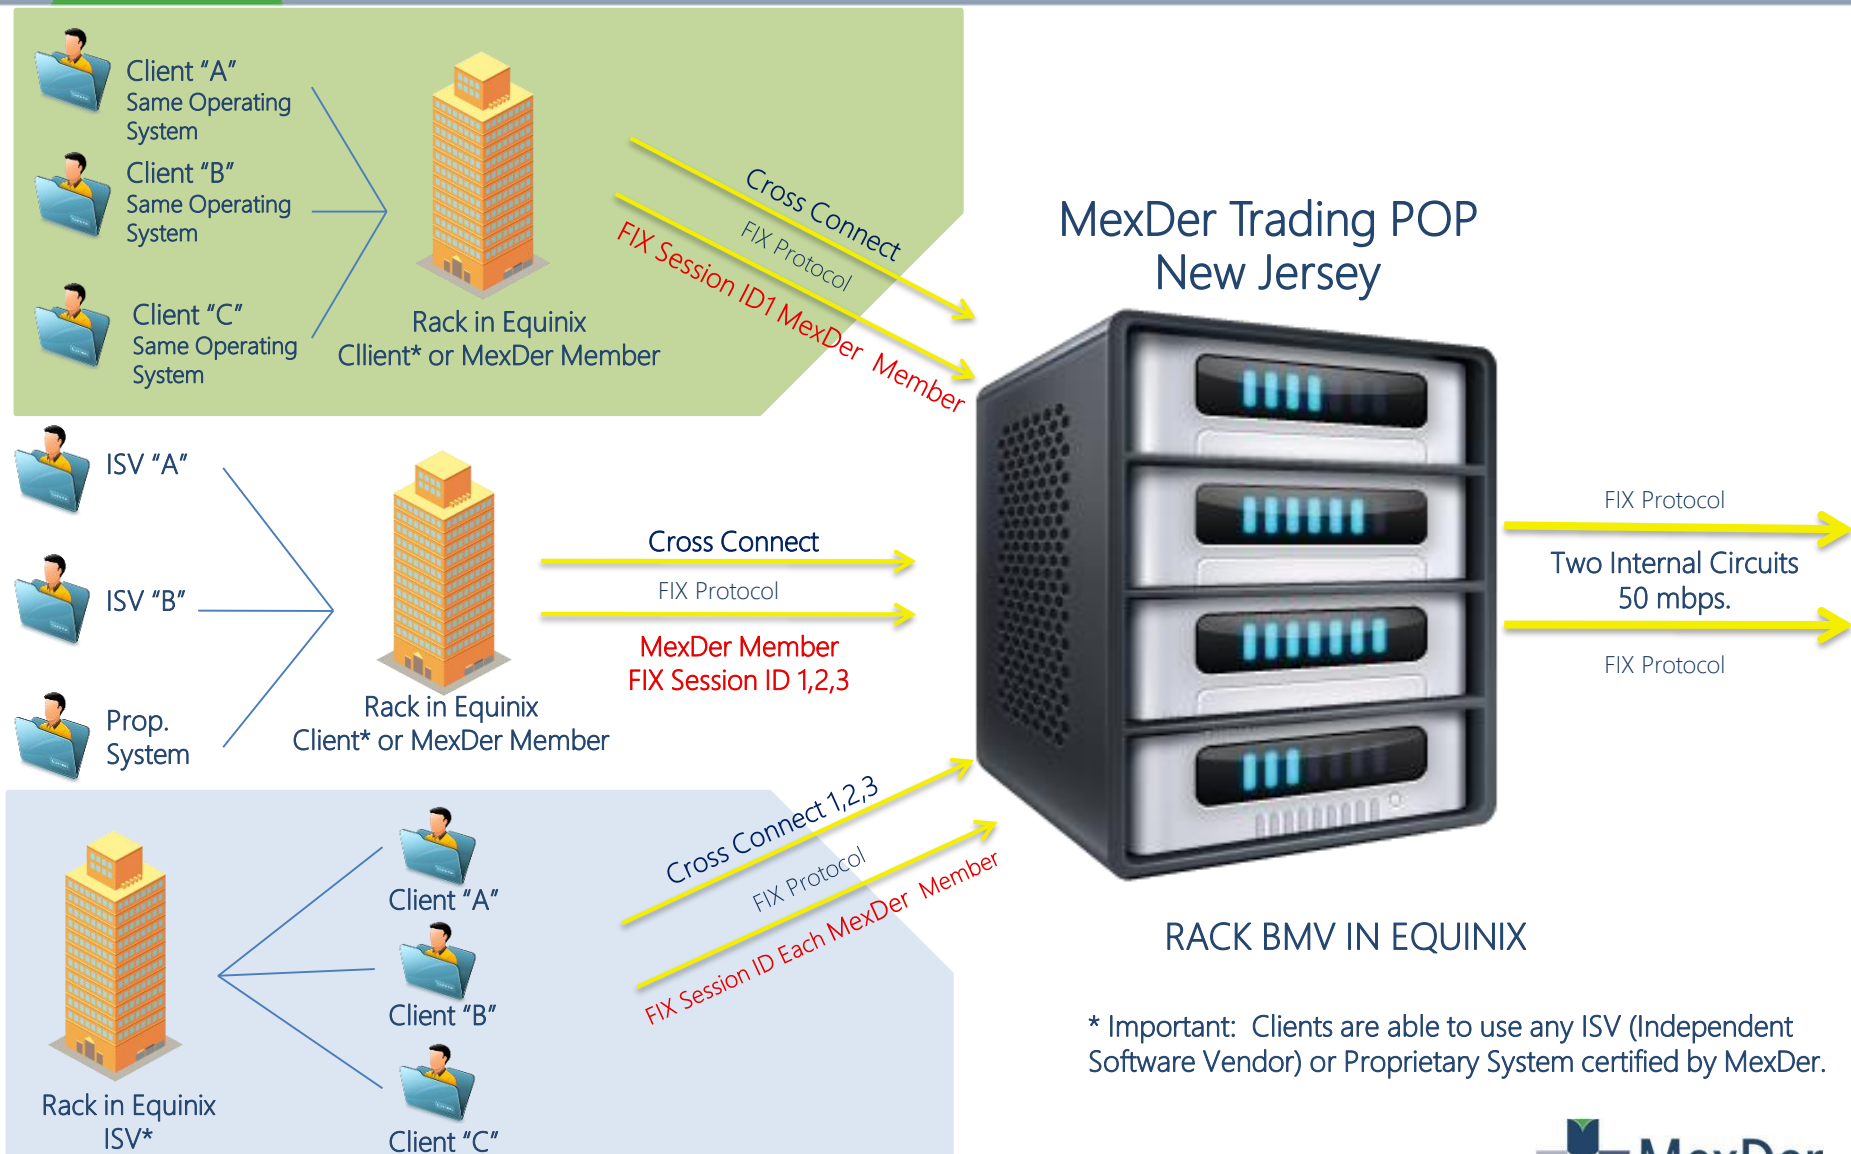 Client “A”
Same Operating
System
Client “B”
Same Operating
System
Client “C”
Same Operating
System
Rack in Equinix
Cllient* or MexDer Member
Cross Connect
FIX Protocol
FIX Session ID1 MexDer Member
MexDer Trading POP
New Jersey
ISV “A”
ISV “B”
Prop.
System
Rack in Equinix
Client* or MexDer Member
Cross Connect
FIX Protocol
MexDer Member
FIX Session ID 1,2,3
FIX Protocol
Two Internal Circuits
50 mbps.
FIX Protocol
Rack in Equinix
ISV*
Client “A”
Client “B”
Client “C”
Cross Connect 1,2,3
FIX Protocol
FIX Session ID Each MexDer Member
RACK BMV IN EQUINIX
* Important: Clients are able to use any ISV (Independent
Software Vendor) or Proprietary System certified by MexDer.
MexDer